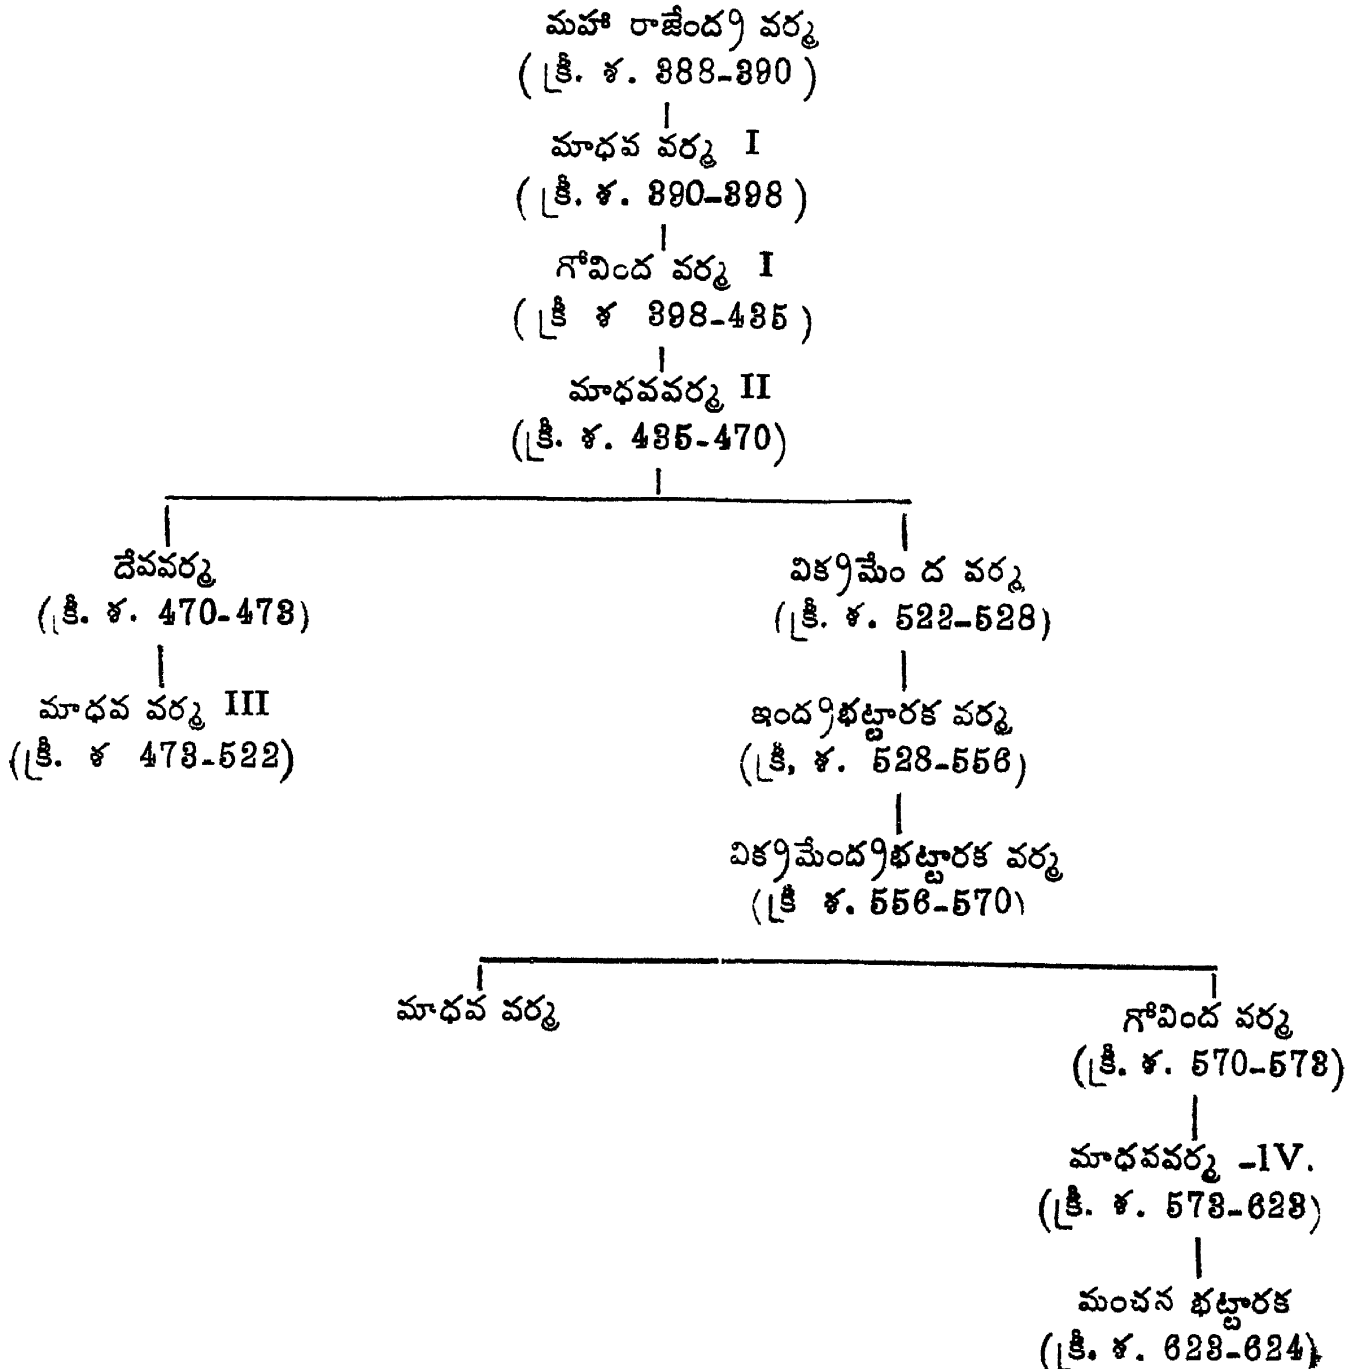 మహా రాజేంద్ర వర్మ
(క్రీ. శ. 388-390)
మాధవ వర్మ I
(క్రీ. శ. 390-398)
గోవింద వర్మ I
(క్రీ శ 398-435)
మాధవవర్మ II
(క్రీ. శ. 435-470)
దేవవర్మ
(క్రీ. శ. 470-473)
మాధవ వర్మ III
(క్రీ. శ 473-522)
విక్రమేం ద వర్మ
(క్రీ. శ. 522-528)
ఇంద్రభట్టారక వర్మ
(క్రీ, శ. 528-556)
విక్రమేంద్రభట్టారక వర్మ
(క్రీ శ. 556-570)
మాధవ వర్మ
గోవింద వర్మ
(క్రీ. శ. 570-573)
మాధవవర్మ -IV.
(క్రీ. శ. 573-623)
మంచన భట్టారక
(క్రీ. శ. 623-624)